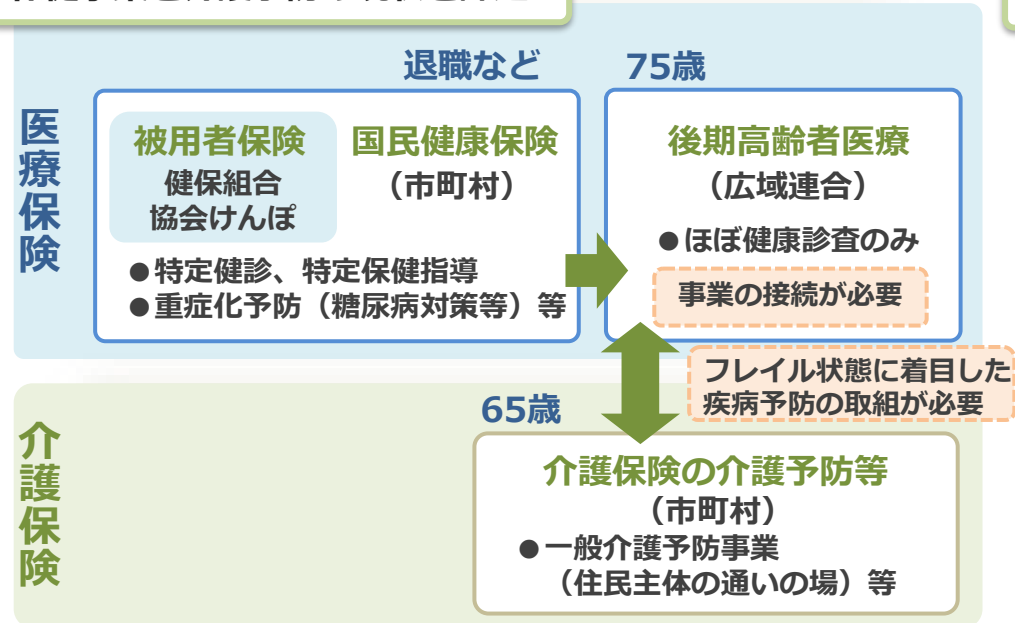 退職など
75歳
医療保険
被用者保険
健保組合
協会けんぽ
国民健康保険
（市町村）
●特定健診、特定保健指導
●重症化予防（糖尿病対策等）等
後期高齢者医療
（広域連合）
●ほぼ健康診査のみ
事業の接続が必要
フレイル状態に着目した
疾病予防の取組が必要
65歳
介護保険
介護保険の介護予防等
（市町村）
●一般介護予防事業
（住民主体の通いの場）等